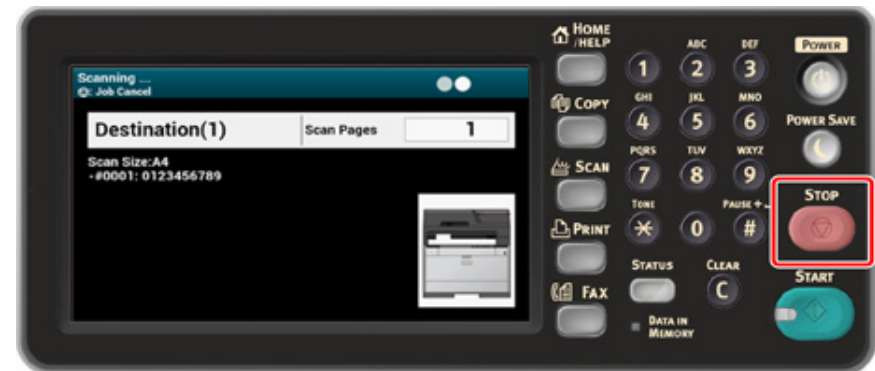 Scanning ...
: Job Cancel
Destination(1)
Scan Pages
1
Scan Size:A4
-#0001: 0123456789
HOME
/HELP
COPY
SCAN
PRINT
FAX
ABC
DEF
1
2
3
GHI
JKL
MNO
4
5
6
PQRS
TUV
WXYZ
7
8
9
TONE
PAUSE + -
0
#
STATUS
CLEAR
C
DATA IN
MEMORY
POWER
POWER SAVE
STOP
START